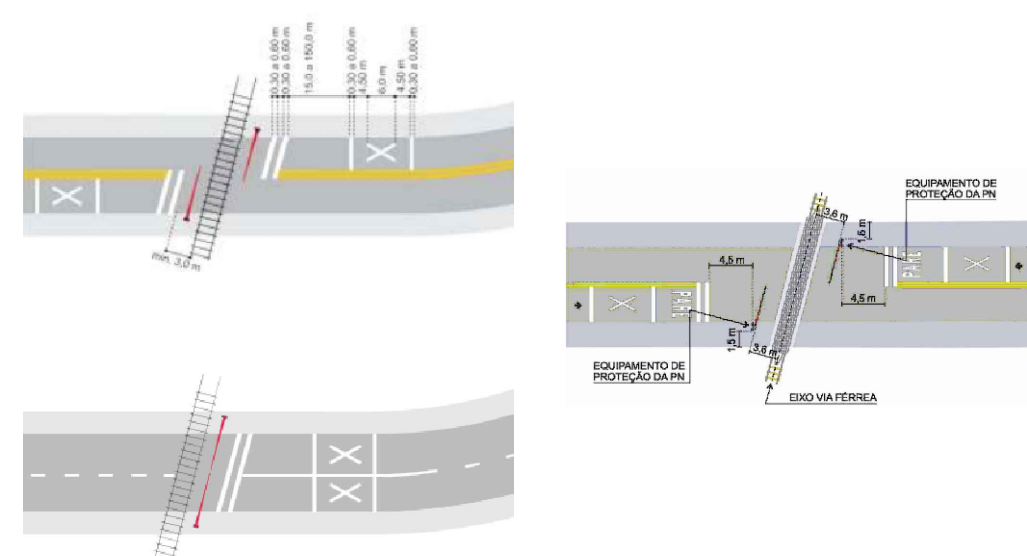 0.30 a 0.60 m
0.30 a 0.60 m
15.0 a 150,0 m
0.30 a 0.60 m
4.50 m
6.0 m
4.50 m
0.30 a 0.60 m
min. 3,0 m
EQUIPAMENTO DE
PROTEÇÃO DA PN
3,6 m
1,5 m
PARE
4,5 m
4,5 m
PARE
1,5 m
3,6 m
EQUIPAMENTO DE
PROTEÇÃO DA PN
EIXO VIA FÉRREA